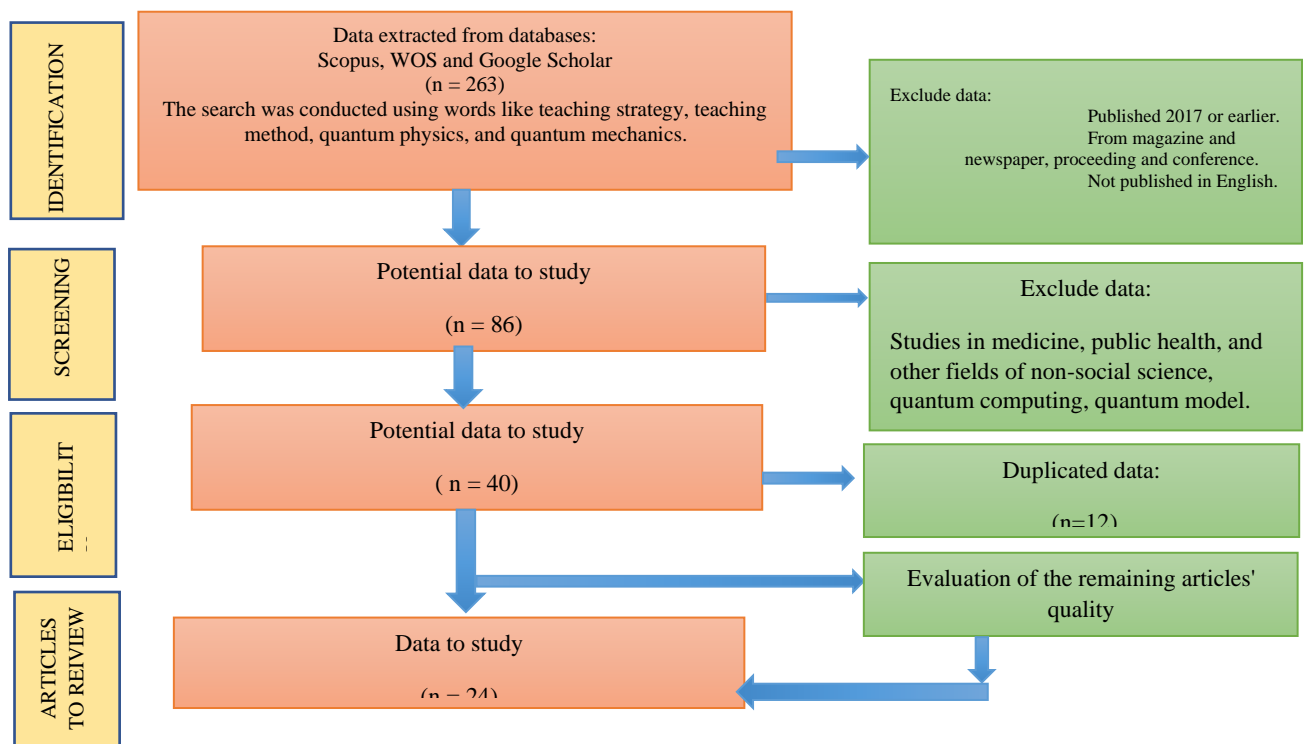 IDENTIFICATION
Data extracted from databases:
Scopus, WOS and Google Scholar
(n = 263)
The search was conducted using words like teaching strategy, teaching
method, quantum physics, and quantum mechanics.
Exclude data:
Published 2017 or earlier.
From magazine and
newspaper, proceeding and conference.
Not published in English.
SCREENING
Potential data to study
(n = 86)
Exclude data:
Studies in medicine, public health, and
other fields of non-social science,
quantum computing, quantum model.
ELIGIBILIT
Potential data to study
( n = 40)
Duplicated data:
(n=12)
Evaluation of the remaining articles'
quality
ARTICLES
TO REIVIEW
Data to study
(n = 24)